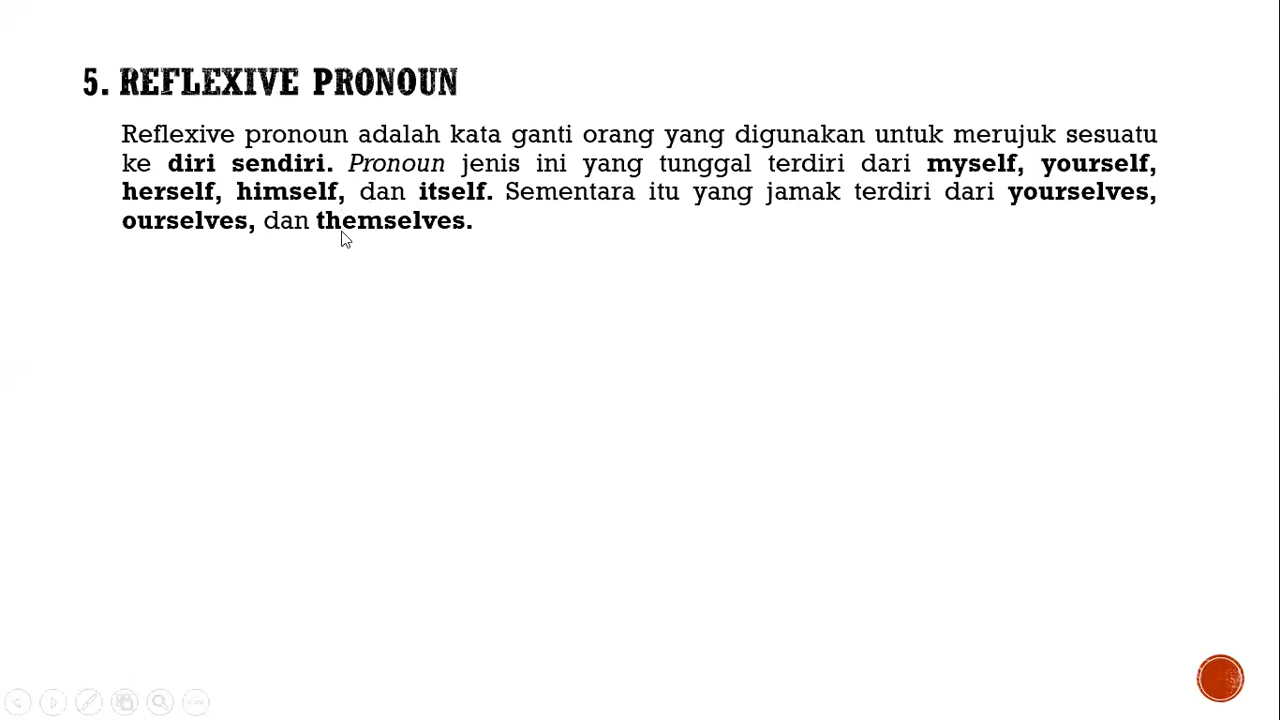 5. REFLEXIVE PRONOUN
Reflexive pronoun adalah kata ganti orang yang digunakan untuk merujuk sesuatu
ke diri sendiri. Pronoun jenis ini yang tunggal terdiri dari myself, yourself,
herself, himself, dan itself. Sementara itu yang jamak terdiri dari yourselves,
ourselves, dan themselves.